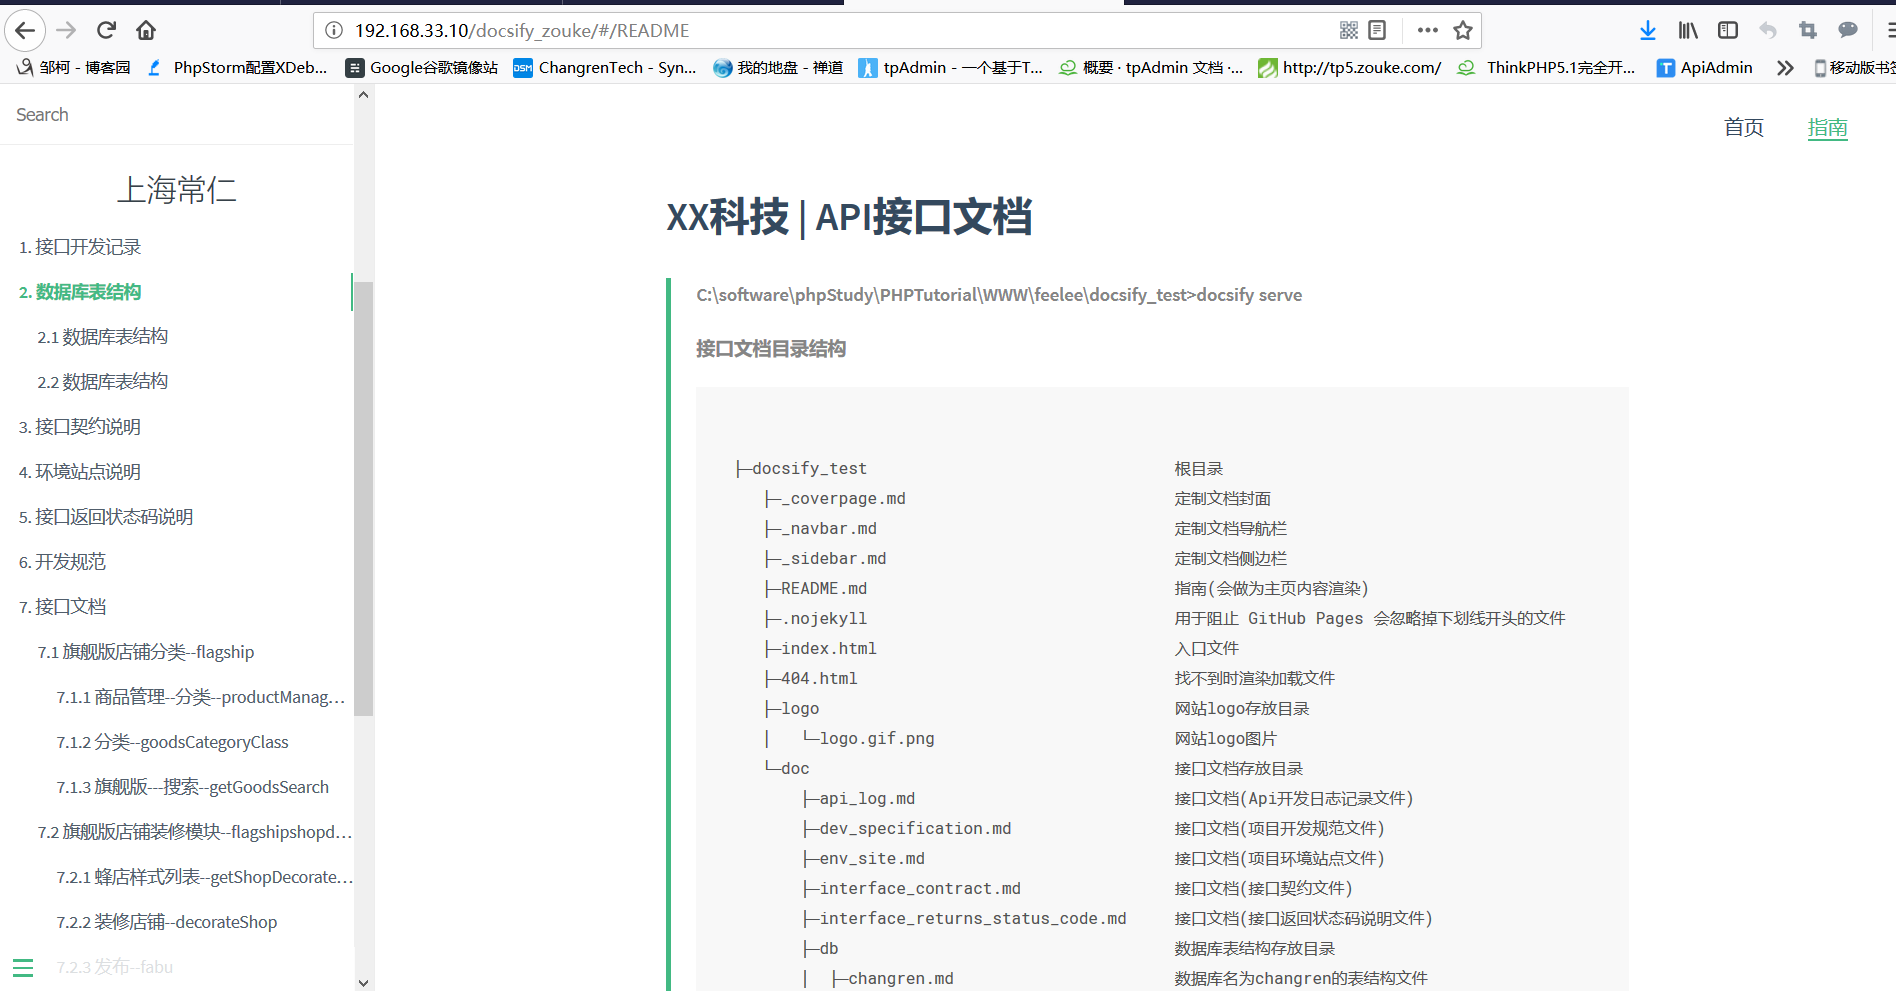 192.168.33.10/docsify_zouke/#/README
邹柯 - 博客园 PhpStorm配置XDeb... Google谷歌镜像站 DSM ChangrenTech - Syn... 我的地盘 - 禅道 tpAdmin - 一个基于T... 概要 · tpAdmin 文档 ·... http://tp5.zouke.com/ ThinkPHP5.1完全开... T ApiAdmin 移动版书签
Search
首页 指南
上海常仁
1. 接口开发记录
2. 数据库表结构
2.1 数据库表结构
2.2 数据库表结构
3. 接口契约说明
4. 环境站点说明
5. 接口返回状态码说明
6. 开发规范
7. 接口文档
7.1 旗舰版店铺分类--flagship
7.1.1 商品管理--分类--productManag...
7.1.2 分类--goodsCategoryClass
7.1.3 旗舰版---搜索--getGoodsSearch
7.2 旗舰版店铺装修模块--flagshipshopd...
7.2.1 蜂店样式列表--getShopDecorate...
7.2.2 装修店铺--decorateShop
7.2.3 发布--fabu
XX科技 | API接口文档
C:\software\phpStudy\PHPTutorial\WWW\feelee\docsify_test>docsify serve
接口文档目录结构
├─docsify_test 根目录
├─_coverpage.md 定制文档封面
├─_navbar.md 定制文档导航栏
├─_sidebar.md 定制文档侧边栏
├─README.md 指南(会做为主页内容渲染)
├─.nojekyll 用于阻止 GitHub Pages 会忽略掉下划线开头的文件
├─index.html 入口文件
├─404.html 找不到时渲染加载文件
├─logo 网站logo存放目录
│ └─logo.gif.png 网站logo图片
└─doc 接口文档存放目录
├─api_log.md 接口文档(Api开发日志记录文件)
├─dev_specification.md 接口文档(项目开发规范文件)
├─env_site.md 接口文档(项目环境站点文件)
├─interface_contract.md 接口文档(接口契约文件)
├─interface_returns_status_code.md 接口文档(接口返回状态码说明文件)
├─db 数据库表结构存放目录
│ ├─changren.md 数据库名为changren的表结构文件